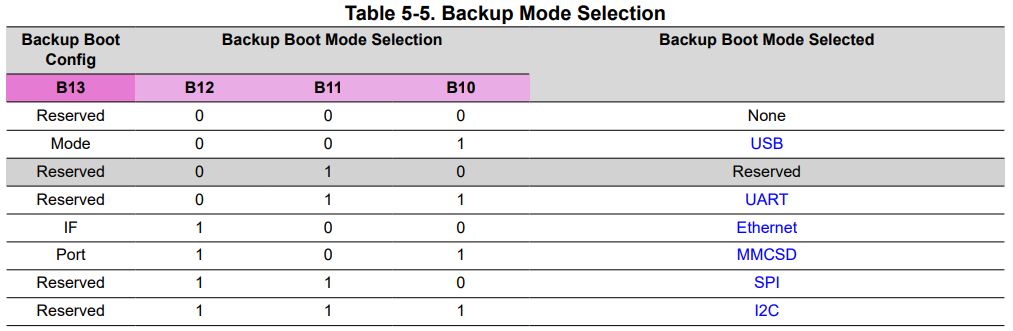 Table 5-5. Backup Mode Selection
Backup Boot Config Backup Boot Mode Selection Backup Boot Mode Selected
B13 B12 B11 B10
Reserved 0 0 0 None
Mode 0 0 1 USB
Reserved 0 1 0 Reserved
Reserved 0 1 1 UART
IF 1 0 0 Ethernet
Port 1 0 1 MMCSD
Reserved 1 1 0 SPI
Reserved 1 1 1 I2C